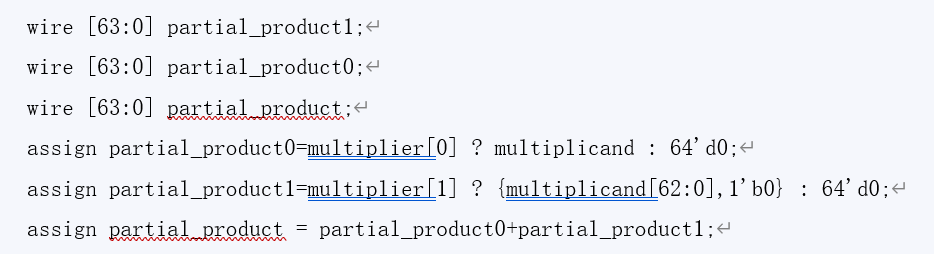 wire [63:0] partial_product1;↵
wire [63:0] partial_product0;↵
wire [63:0] partial_product;↵
assign partial_product0=multiplier[0] ? multiplicand : 64'd0;↵
assign partial_product1=multiplier[1] ? {multiplicand[62:0],1'b0} : 64'd0;↵
assign partial_product = partial_product0+partial_product1;↵